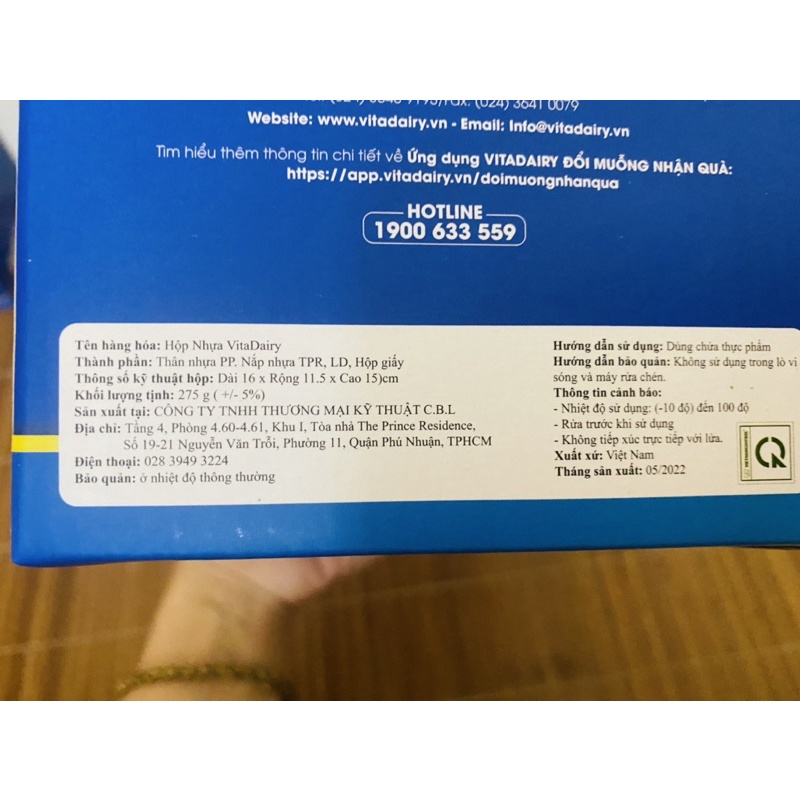 (024) 3641 0079
Website: www.vitadairy.vn - Email: Info@vitadairy.vn
Tìm hiểu thêm thông tin chi tiết về Ứng dụng VITADAIRY ĐỔI MUỖNG NHẬN QUÀ:
https://app.vitadairy.vn/doimuongnhanqua
HOTLINE
1900 633 559
Tên hàng hóa: Hộp Nhựa VitaDairy
Thành phần: Thân nhựa PP. Nắp nhựa TPR, LD, Hộp giấy
Thông số kỹ thuật hộp: Dài 16 x Rộng 11.5 x Cao 15)cm
Khối lượng tịnh: 275 g ( +/- 5%)
Sản xuất tại: CÔNG TY TNHH THƯƠNG MẠI KỸ THUẬT C.B.L
Địa chỉ: Tầng 4, Phòng 4.60-4.61, Khu I, Tòa nhà The Prince Residence,
Số 19-21 Nguyễn Văn Trỗi, Phường 11, Quận Phú Nhuận, TPHCM
Điện thoại: 028 3949 3224
Bảo quản: ở nhiệt độ thông thường
Hướng dẫn sử dụng: Dùng chứa thực phẩm
Hướng dẫn bảo quản: Không sử dụng trong lò vi
sóng và máy rửa chén.
Thông tin cảnh báo:
- Nhiệt độ sử dụng: (-10 độ) đến 100 độ
- Rửa trước khi sử dụng
- Không tiếp xúc trực tiếp với lửa.
Xuất xứ: Việt Nam
Tháng sản xuất: 05/2022